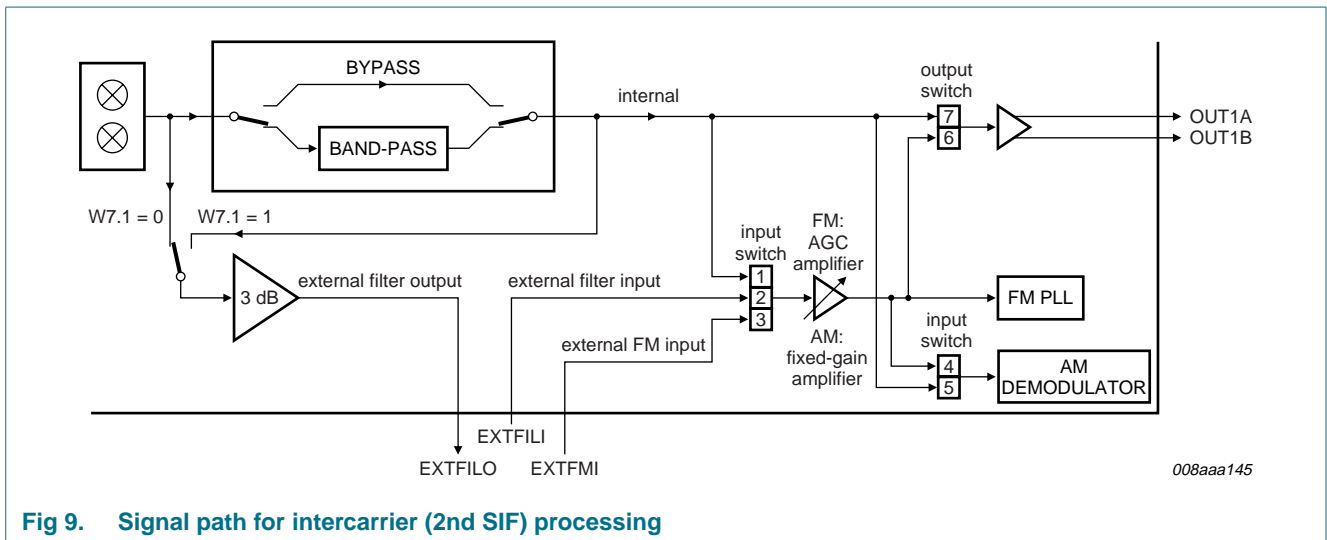 BYPASS
BAND-PASS
internal
output
switch
7
6
OUT1A
OUT1B
W7.1 = 0
W7.1 = 1
3 dB
external filter output
external filter input
external FM input
input
switch
1
2
3
FM:
AGC
amplifier
AM:
fixed-gain
amplifier
FM PLL
input
switch
4
5
AM
DEMODULATOR
EXTFILI
EXTFILO
EXTFMI
008aaa145
Fig 9. Signal path for intercarrier (2nd SIF) processing